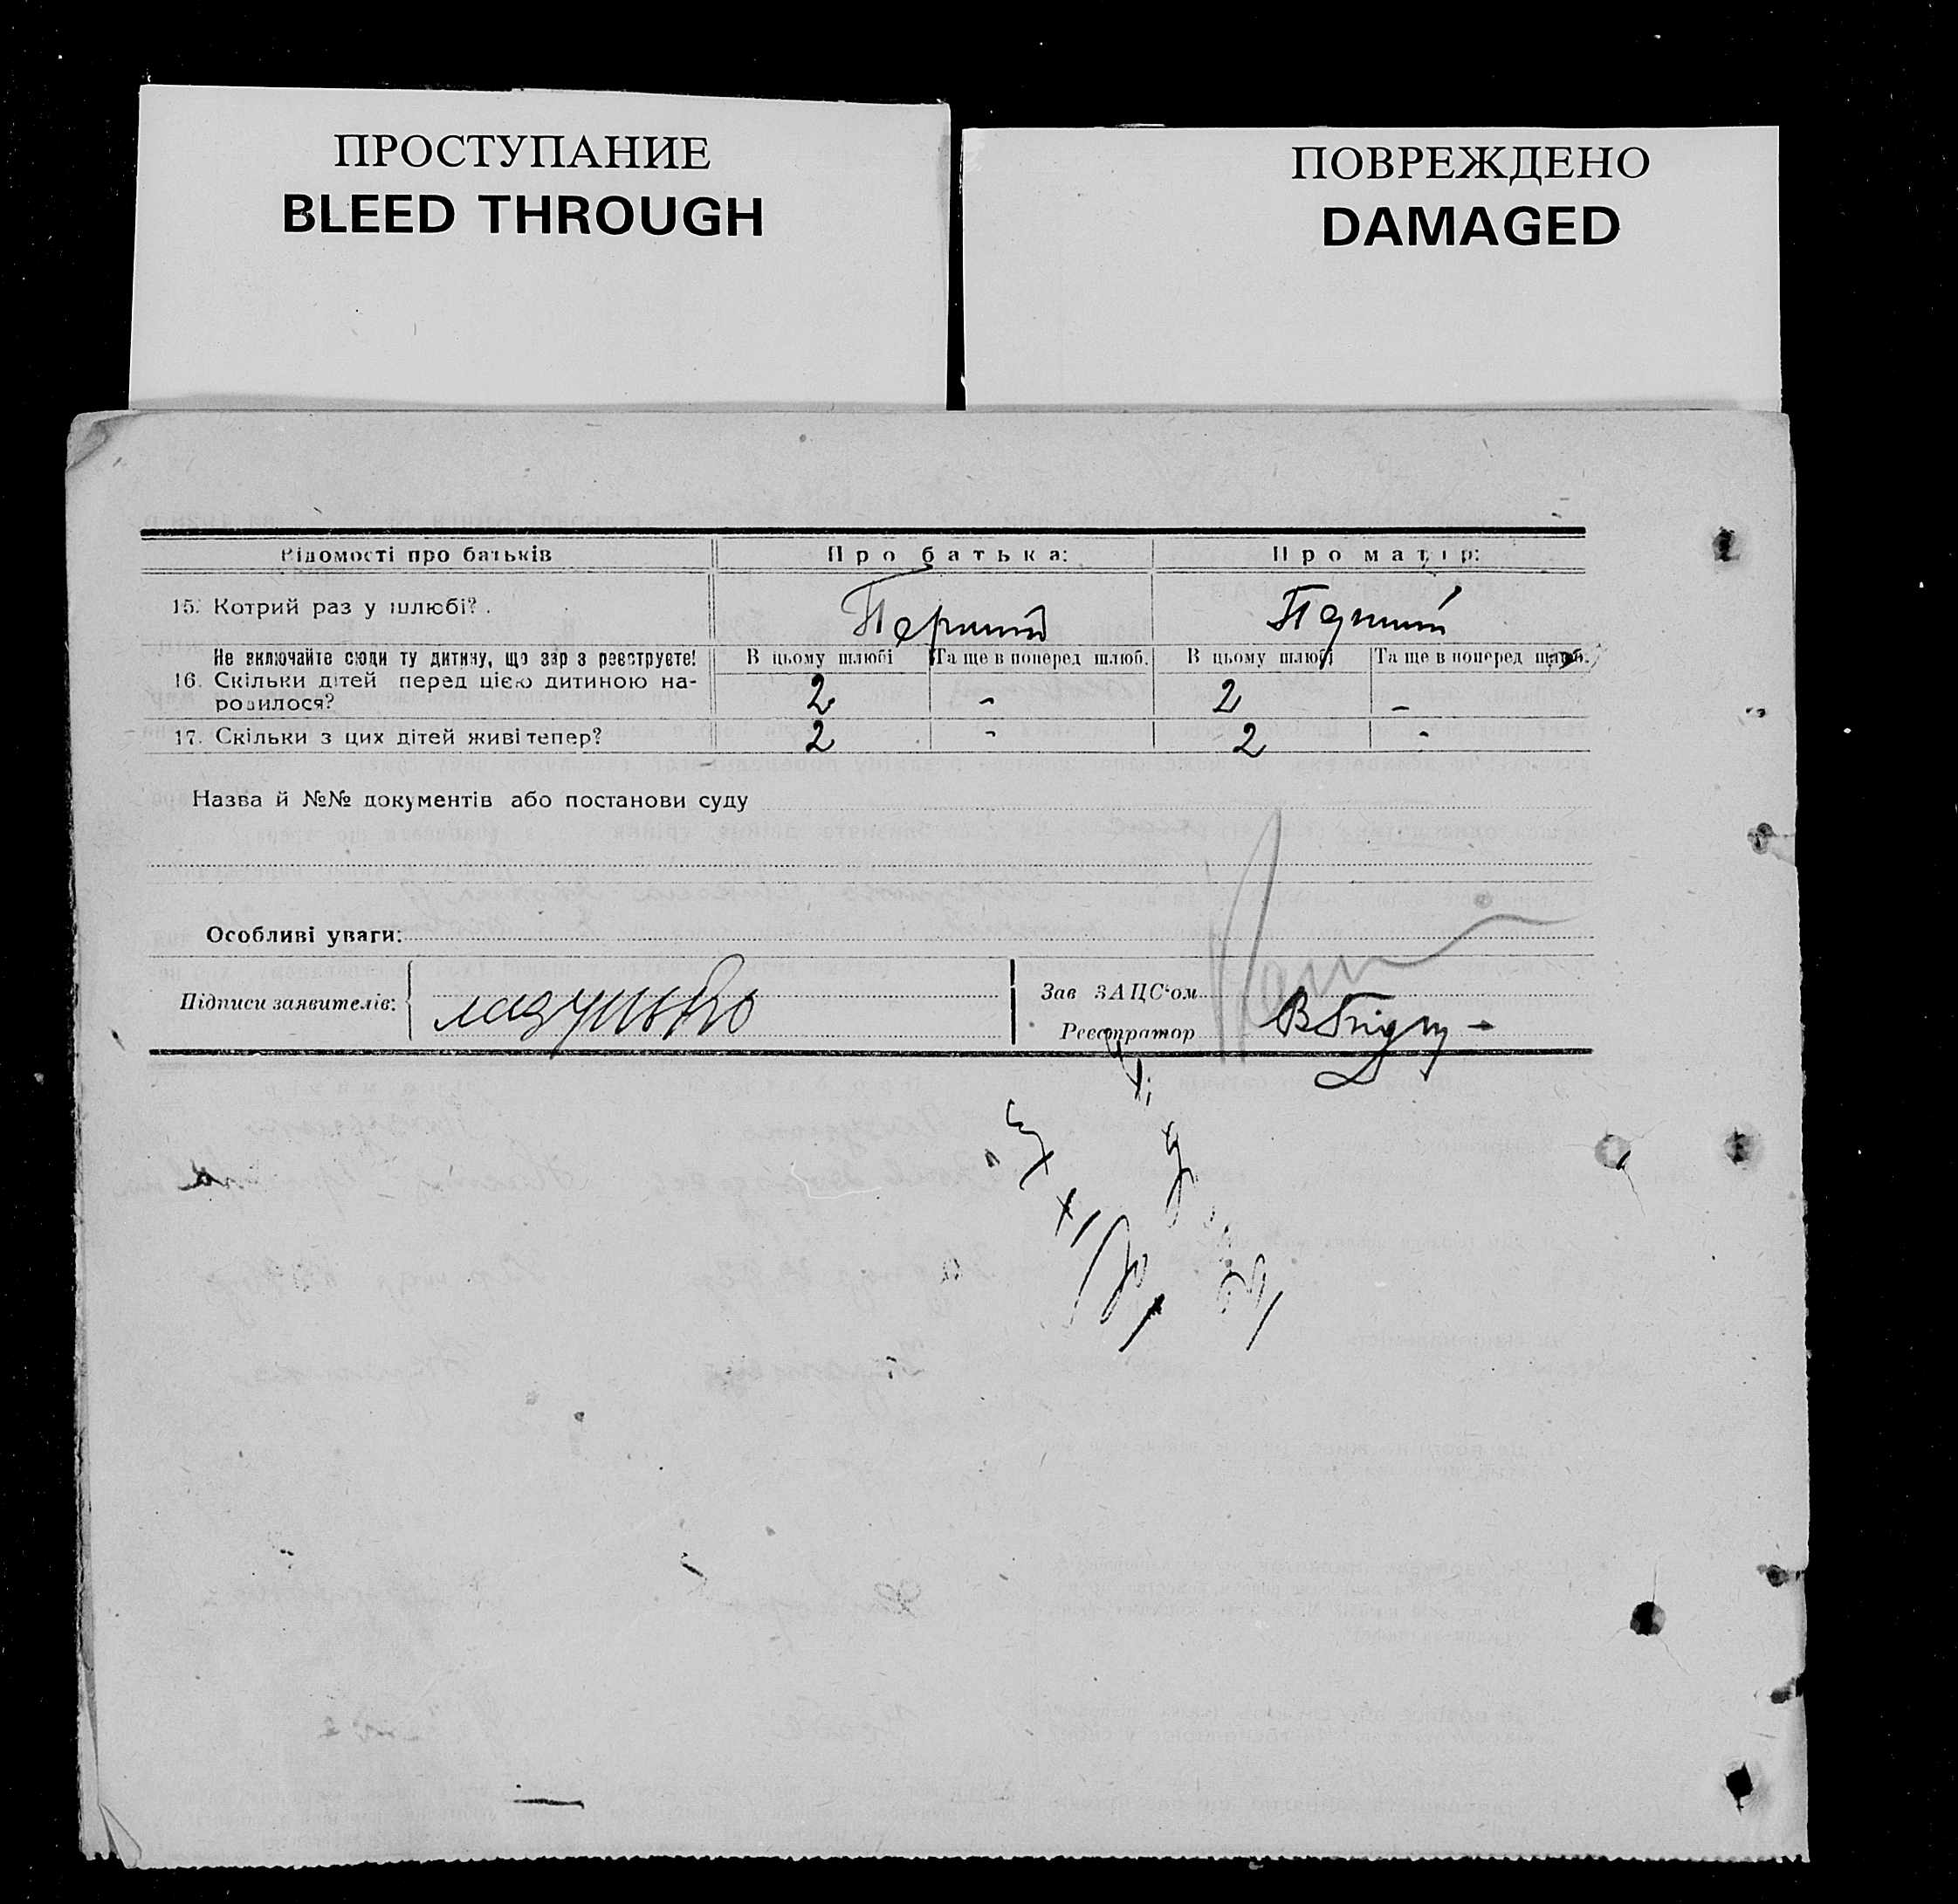 ПРОСТУПАНИЕ
BLEED THROUGH
ПОВРЕЖДЕНО
DAMAGED
Відомості про батьків
Про батька:
Про матір:
15. Котрий раз у шлюбі?
Перший
Перший
Не включайте сюди ту дитину, що зар з реєструєте!
В цьому шлюбі
Та ще в поперед шлюб.
В цьому шлюбі
Та ще в поперед шлюб.
16. Скільки дітей перед цією дитиною на-
родилося?
2
-
2
-
17. Скільки з цих дітей живі тепер?
2
-
2
-
Назва й №№ документів або постанови суду
Особливі уваги:
Підписи заявителів:
Зав ЗАЦС'ом
Реєстратор